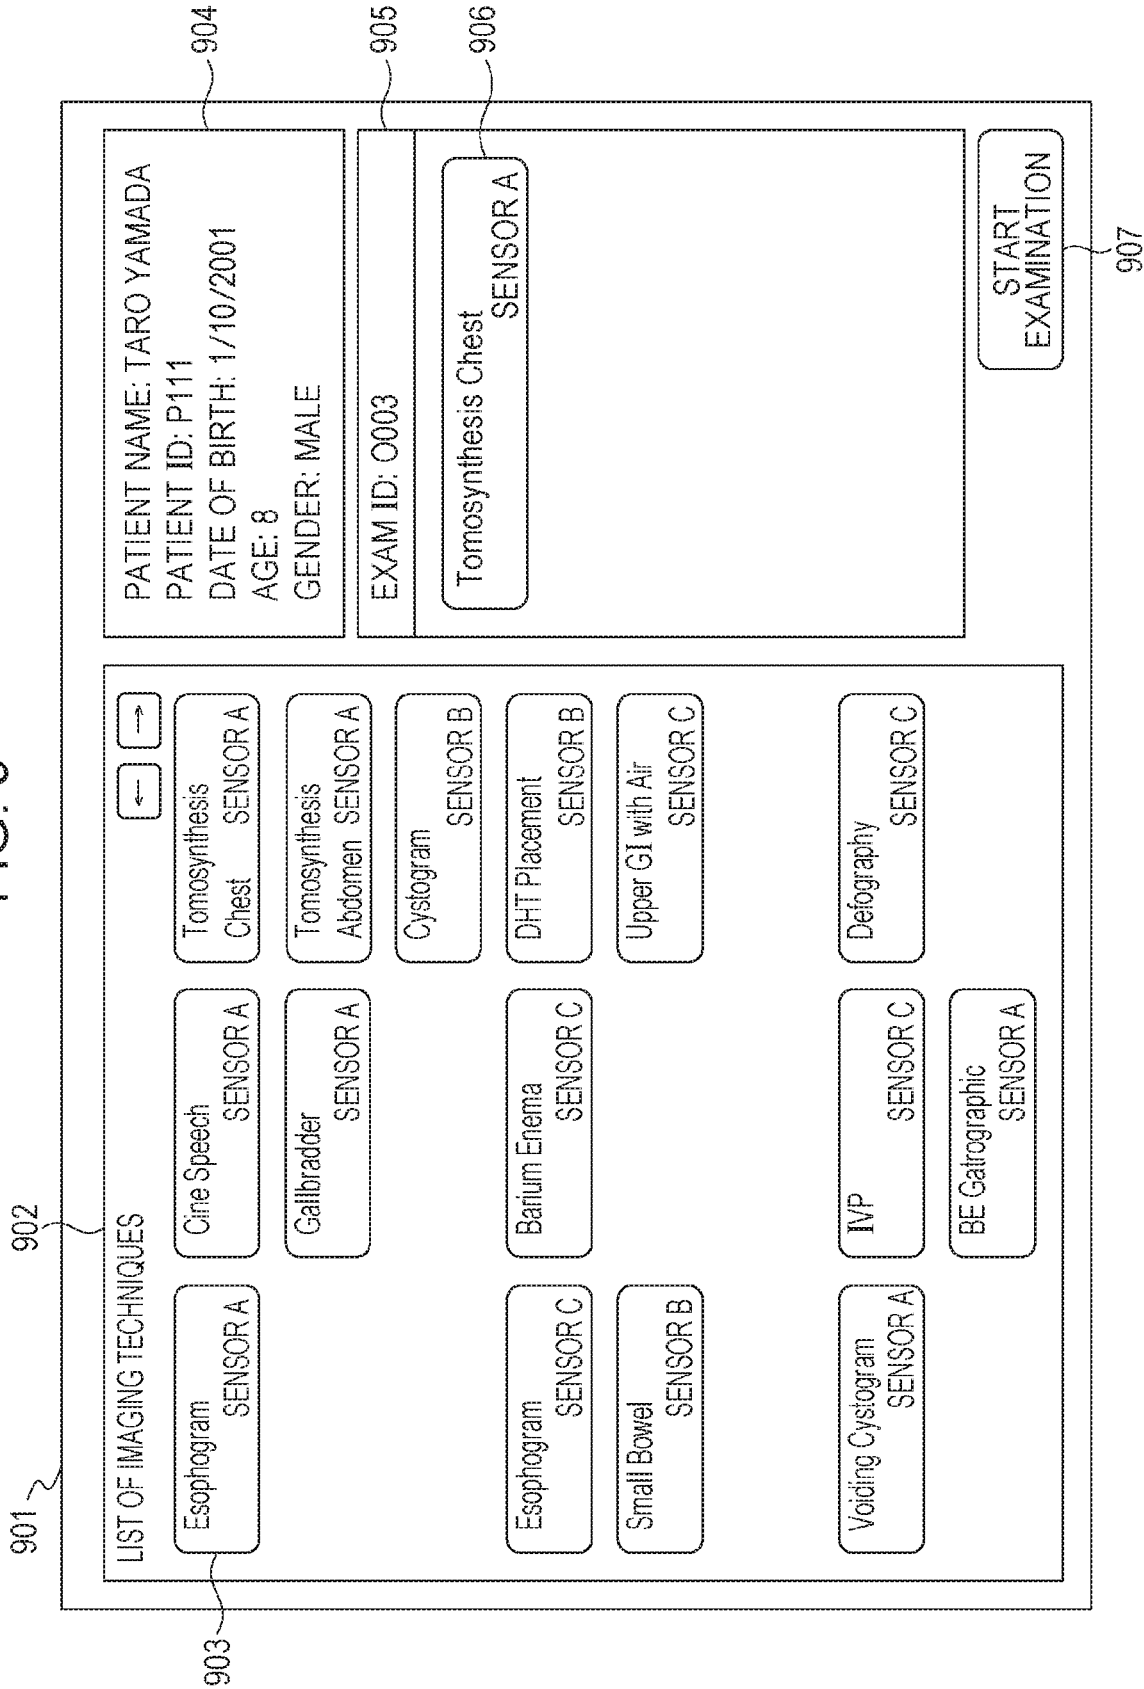 901
902
903
904
905
906
907
LIST OF IMAGING TECHNIQUES
←
→
Esophogram
SENSOR A
Cine Speech
SENSOR A
Tomosynthesis
Chest SENSOR A
Gallbradder
SENSOR A
Tomosynthesis
Abdomen SENSOR A
Cystogram
SENSOR B
Esophogram
SENSOR C
Barium Enema
SENSOR C
DHT Placement
SENSOR B
Small Bowel
SENSOR B
Upper GI with Air
SENSOR C
Voiding Cystogram
SENSOR A
IVP
SENSOR C
Defography
SENSOR C
BE Gatrographic
SENSOR A
PATIENT NAME: TARO YAMADA
PATIENT ID: P111
DATE OF BIRTH: 1/10/2001
AGE: 8
GENDER: MALE
EXAM ID: O003
Tomosynthesis Chest
SENSOR A
START
EXAMINATION